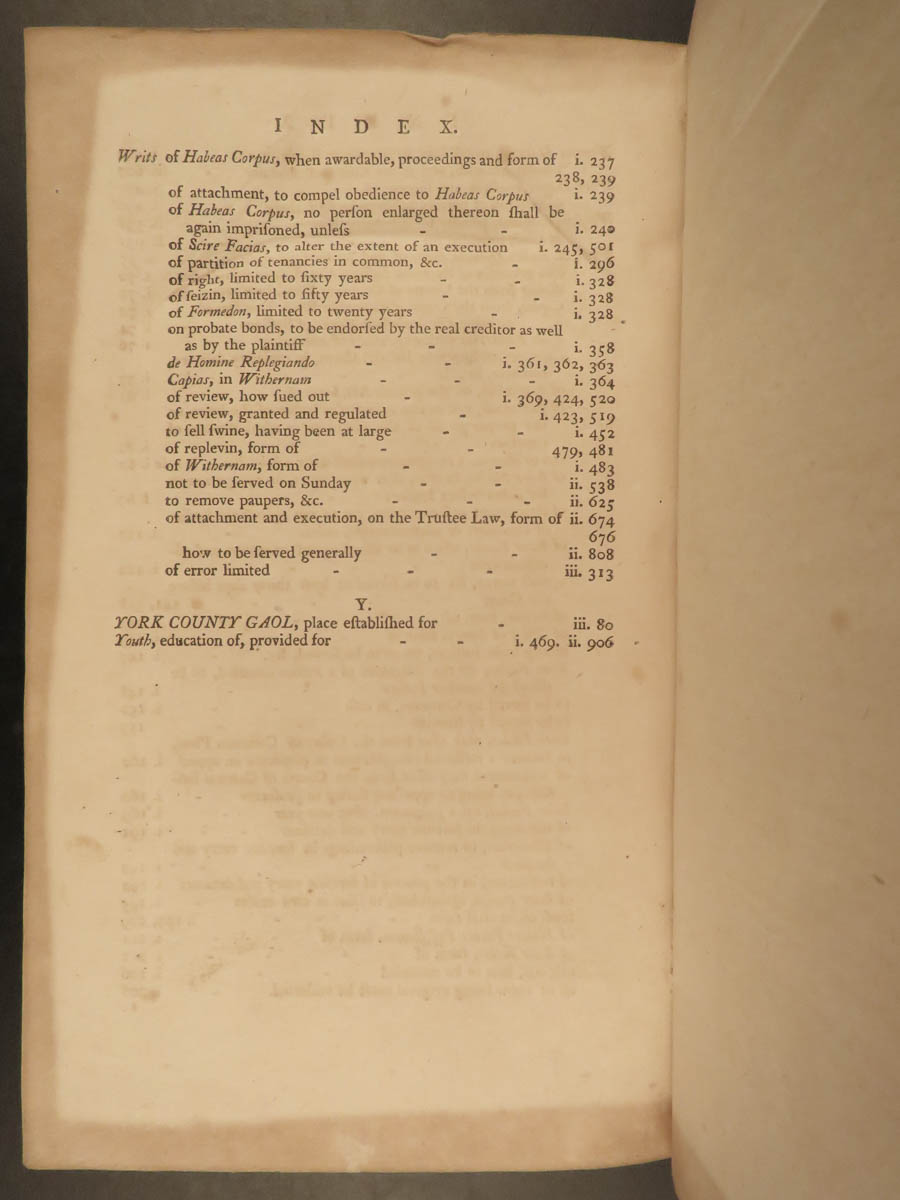 I N D E X.
Writs of Habeas Corpus, when awardable, proceedings and form of i. 237
238, 239
of attachment, to compel obedience to Habeas Corpus i. 239
of Habeas Corpus, no perſon enlarged thereon ſhall be
again impriſoned, unleſs - - i. 240
of Scire Facias, to alter the extent of an execution i. 245, 501
of partition of tenancies in common, &c. - i. 296
of right, limited to ſixty years - - i. 328
of ſeizin, limited to fifty years - - i. 328
of Formedon, limited to twenty years - i. 328
on probate bonds, to be endorſed by the real creditor as well
as by the plaintiff - - - i. 358
de Homine Replegiando - - i. 361, 362, 363
Capias, in Withernam - - - i. 364
of review, how ſued out - i. 369, 424, 520
of review, granted and regulated - i. 423, 519
to ſell ſwine, having been at large - - i. 452
of replevin, form of - - 479, 481
of Withernam, form of - - i. 483
not to be ſerved on Sunday - - ii. 538
to remove paupers, &c. - - - ii. 625
of attachment and execution, on the Truſtee Law, form of ii. 674
676
how to be ſerved generally - - ii. 808
of error limited - - - iii. 313
Y.
YORK COUNTY GAOL, place eſtabliſhed for - iii. 80
Youth, education of, provided for - - i. 469. ii. 906